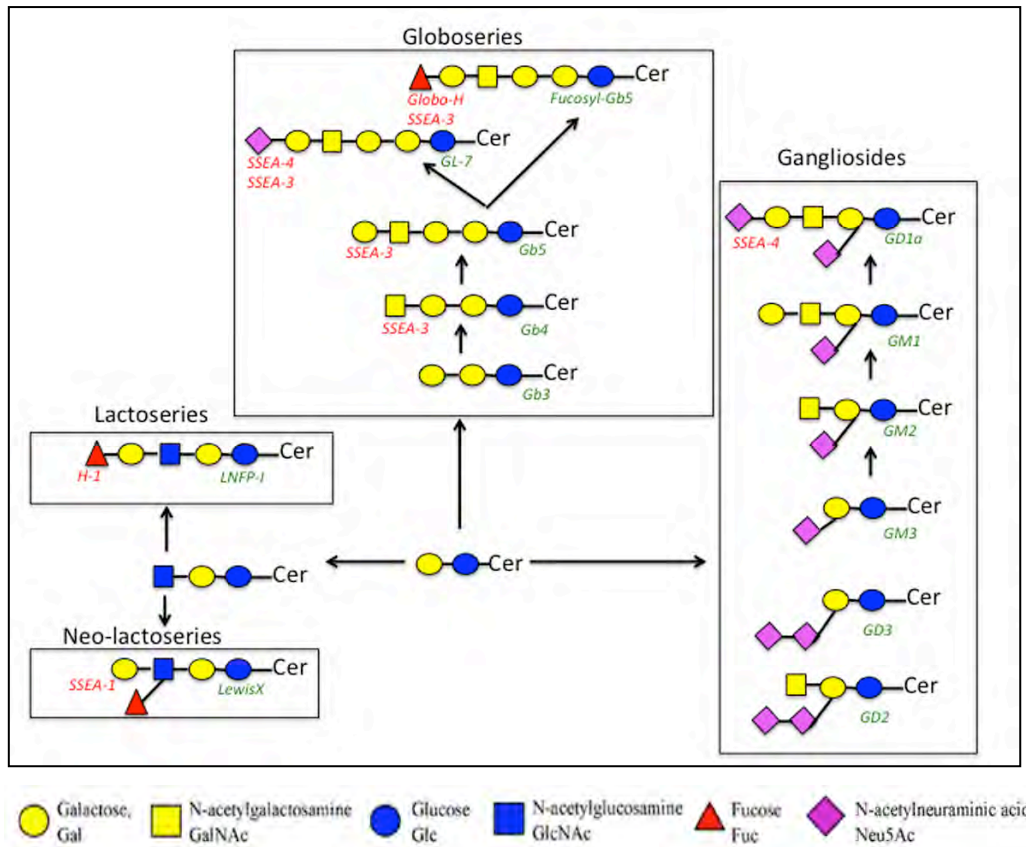 Globoseries
Cer
Globo-H
SSEA-3
Fucosyl-Gb5
Cer
SSEA-4
SSEA-3
GL-7
Cer
SSEA-3
Gb5
Cer
SSEA-3
Gb4
Cer
Gb3
Gangliosides
Cer
SSEA-4
GD1a
Cer
GM1
Cer
GM2
Cer
GM3
Cer
GD3
Cer
GD2
Lactoseries
Cer
H-1
LNFP-I
Cer
Cer
Neo-lactoseries
Cer
SSEA-1
LewisX
Galactose,
Gal
N-acetylgalactosamine
GalNAc
Glucose
Glc
N-acetylglucosamine
GlcNAc
Fucose
Fuc
N-acetylneuraminic acid
Neu5Ac